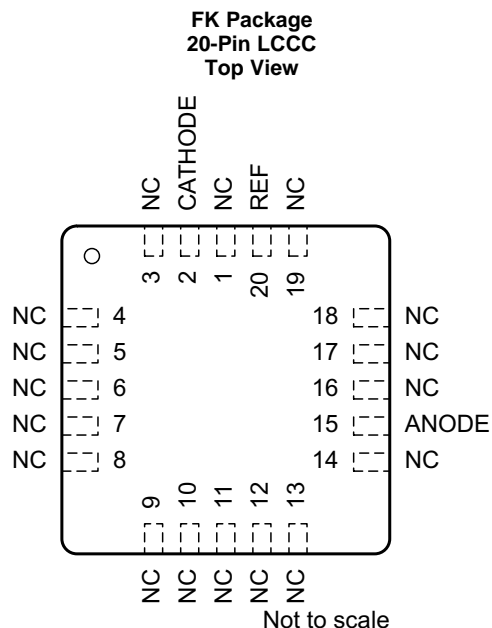 FK Package
20-Pin LCCC
Top View
NC
CATHODE
NC
REF
NC
3
2
1
20
19
NC 4
NC 5
NC 6
NC 7
NC 8
18 NC
17 NC
16 NC
15 ANODE
14 NC
9
10
11
12
13
NC
NC
NC
NC
NC
Not to scale